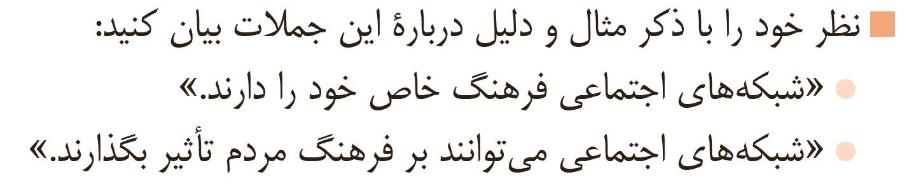 نظر خود را با ذکر مثال و دلیل دربارهٔ این جملات بیان کنید:
«شبکه‌های اجتماعی فرهنگ خاص خود را دارند.»
«شبکه‌های اجتماعی می‌توانند بر فرهنگ مردم تأثیر بگذارند.»